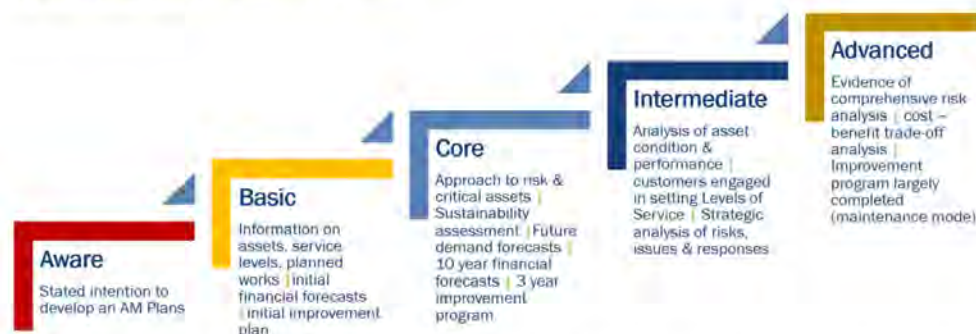 Aware
Stated intention to
develop an AM Plans
Basic
Information on
assets, service
levels, planned
works | initial
financial forecasts
| initial improvement
plan
Core
Approach to risk &
critical assets |
Sustainability
assessment | Future
demand forecasts |
10 year financial
forecasts | 3 year
improvement
program
Intermediate
Analysis of asset
condition &
performance |
customers engaged
in setting Levels of
Service | Strategic
analysis of risks,
issues & responses
Advanced
Evidence of
comprehensive risk
analysis | cost –
benefit trade-off
analysis |
Improvement
program largely
completed
(maintenance mode)